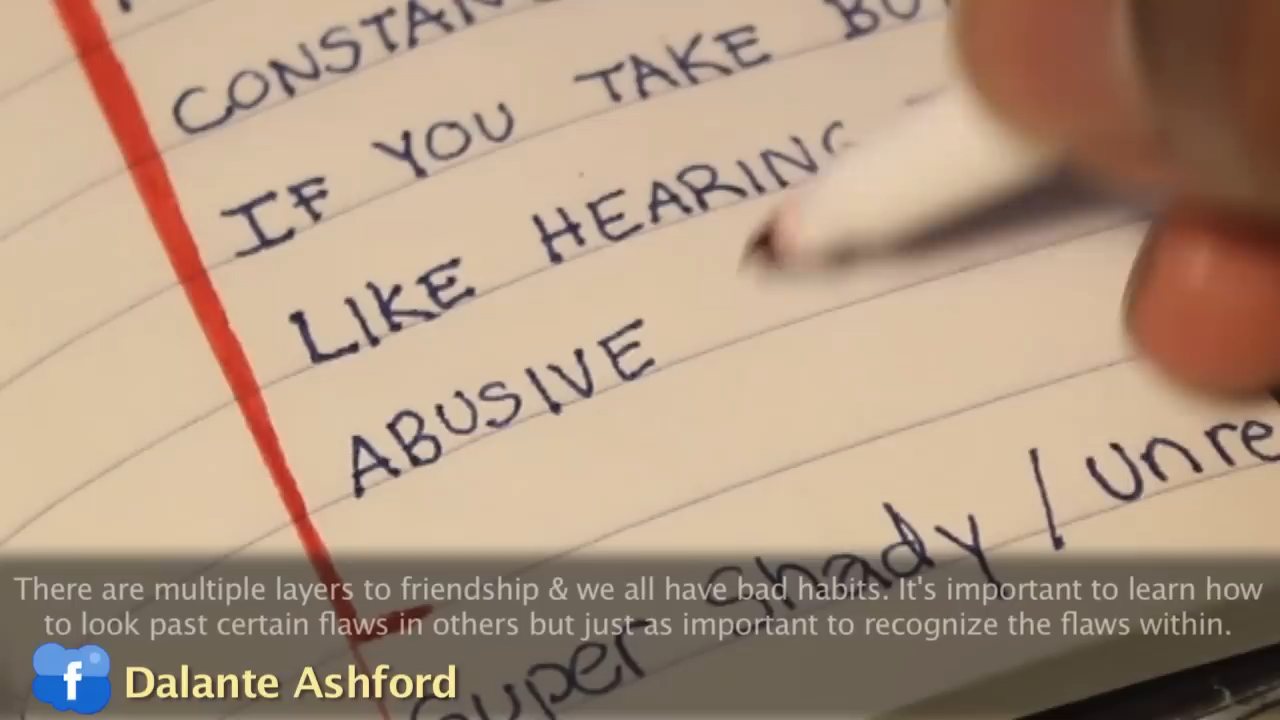 CONSTAN
IF YOU TAKE BUT
LIKE HEARING
ABUSIVE
Super Shady / unre
There are multiple layers to friendship & we all have bad habits. It's important to learn how
to look past certain flaws in others but just as important to recognize the flaws within.
f Dalante Ashford